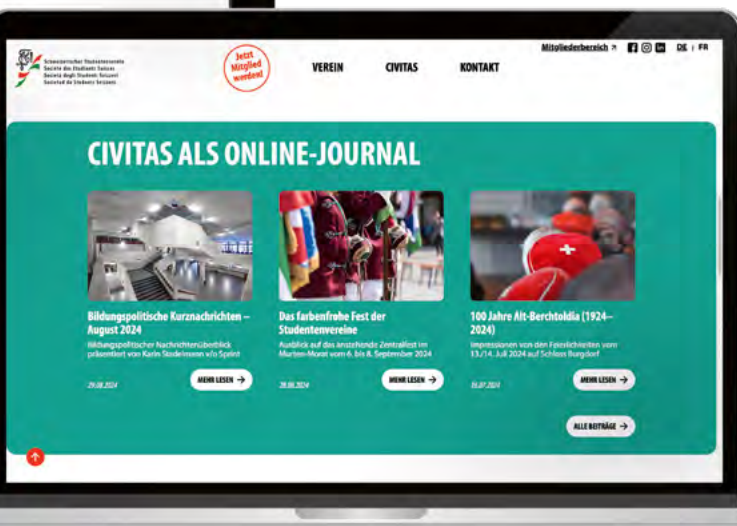 Schweizerischer Studentenverein
Société des Etudiants Suisses
Società degli Studenti Svizzeri
Jetzt
Mitglied
werden!
VEREIN
CIVITAS
KONTAKT
Mitgliederbereich ↗
DE | FR
CIVITAS ALS ONLINE-JOURNAL
Bildungspolitische Kurznachrichten –
August 2024
Bildungspolitischer Nachrichtenüberblick
präsentiert von Karin Stadelmann v/o Sprint
29.08.2024
MEHR LESEN →
Das farbenfrohe Fest der
Studentenvereine
Ausblick auf das anstehende Zentralfest im
Murten-Morat vom 6. bis 8. September 2024
28.08.2024
MEHR LESEN →
100 Jahre Alt-Berchtoldia (1924–
2024)
Impressionen von den Feierlichkeiten vom
13./14. Juli 2024 auf Schloss Burgdorf
MEHR LESEN →
ALLE BEITRÄGE →